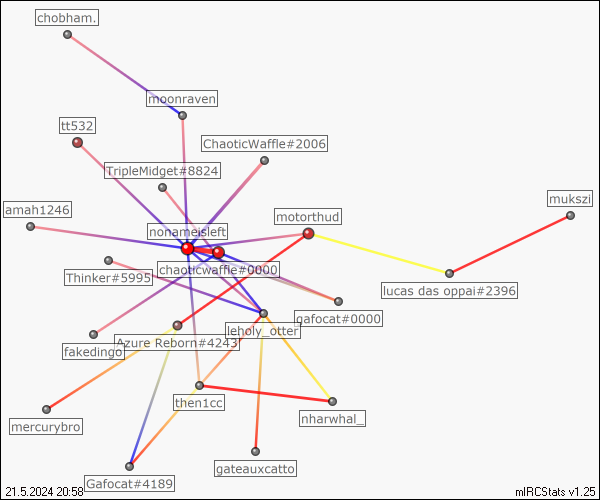 chobham.
moonraven
tt532
ChaoticWaffle#2006
TripleMidget#8824
mukszi
amah1246
motorthud
nonameisleft
chaoticwaffle#0000
Thinker#5995
lucas das oppai#2396
gafocat#0000
leholy_otter
Azure Reborn#4243
fakedingo
then1cc
nharwhal_
mercurybro
gateauxcatto
Gafocat#4189
21.5.2024 20:58
mIRCStats v1.25